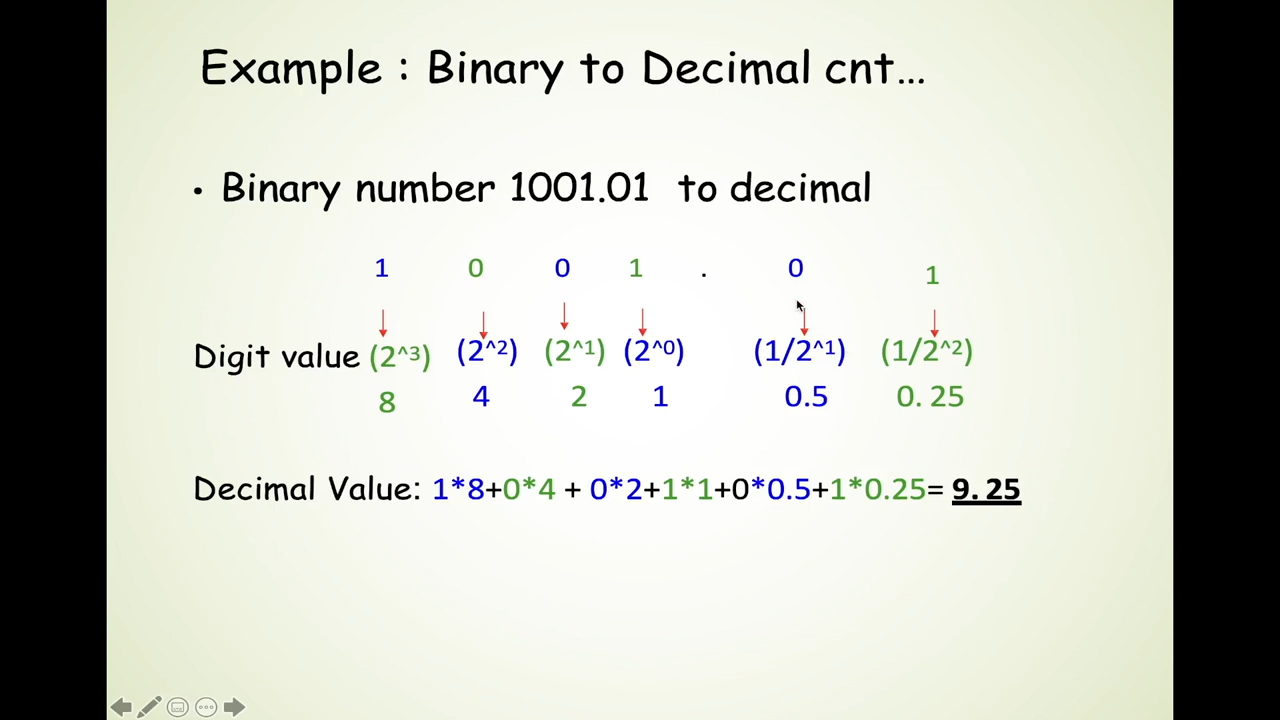 Example : Binary to Decimal cnt...
• Binary number 1001.01 to decimal
1 0 0 1 . 0 1
Digit value (2^3) (2^2) (2^1) (2^0) (1/2^1) (1/2^2)
8 4 2 1 0.5 0. 25
Decimal Value: 1*8+0*4 + 0*2+1*1+0*0.5+1*0.25= 9. 25